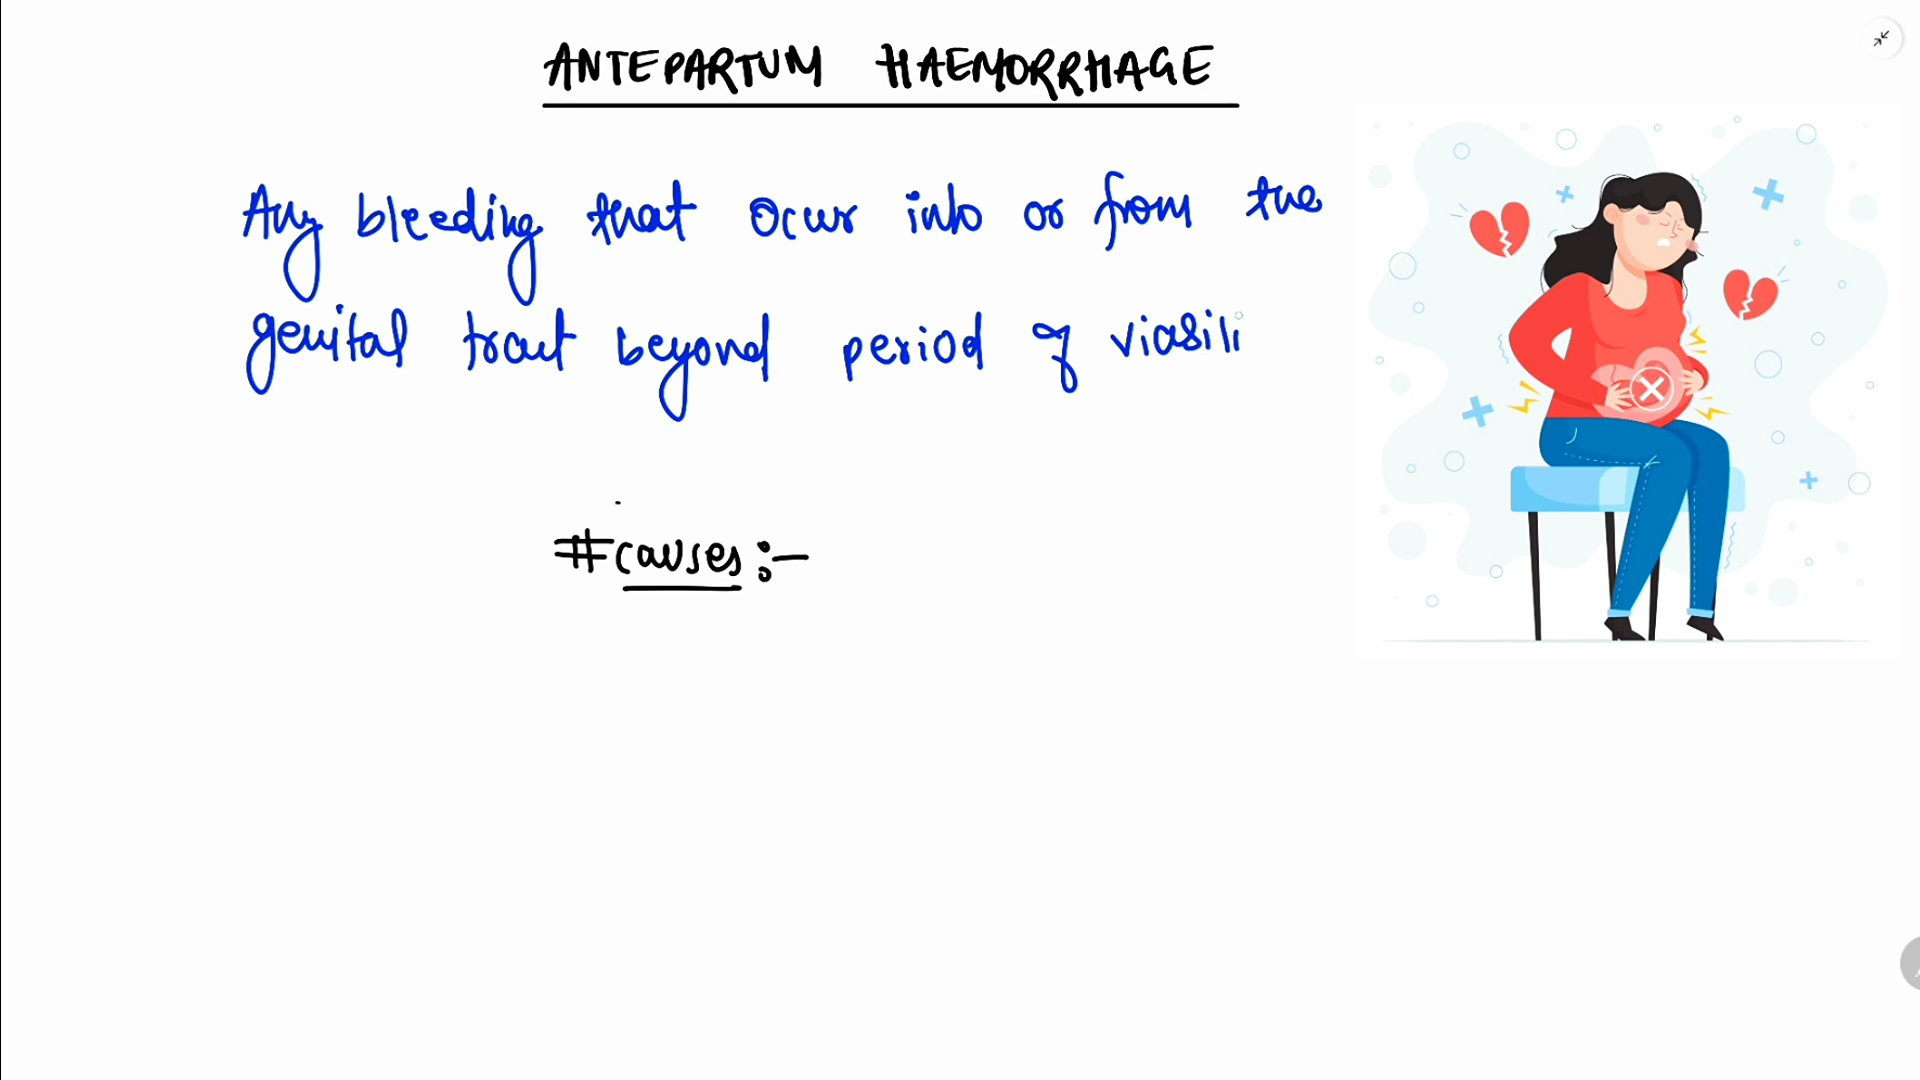 ANTEPARTUM HAEMORRHAGE
Any bleeding that occur into or from the
genital tract beyond period of viabili
#causes :-